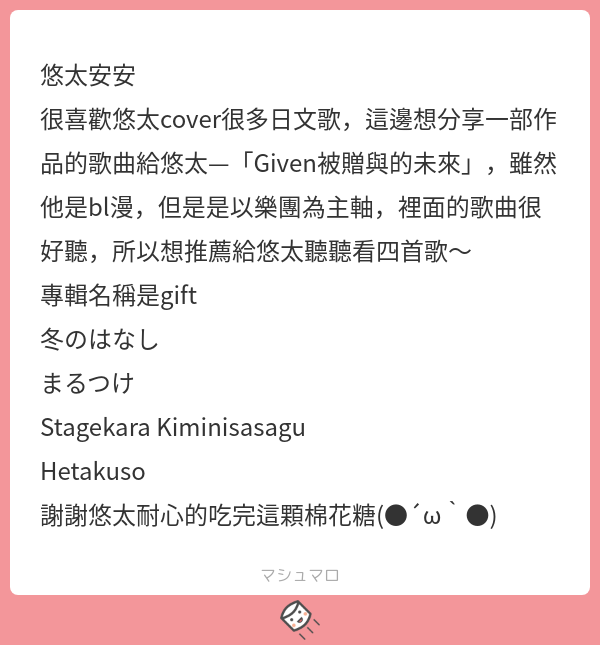 悠太安安
很喜歡悠太cover很多日文歌，這邊想分享一部作
品的歌曲給悠太—「Given被贈與的未來」，雖然
他是bl漫，但是是以樂團為主軸，裡面的歌曲很
好聽，所以想推薦給悠太聽聽看四首歌～
專輯名稱是gift
冬のはなし
まるつけ
Stagekara Kiminisasagu
Hetakuso
謝謝悠太耐心的吃完這顆棉花糖(●´ω｀●)
マシュマロ